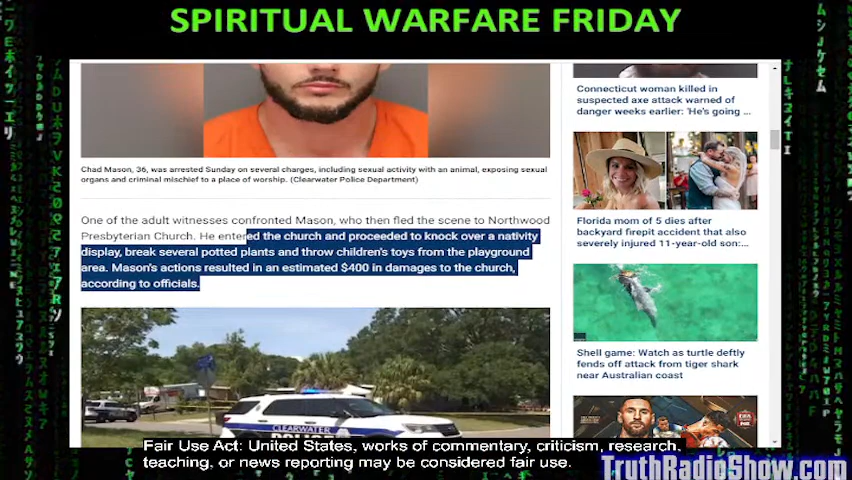 SPIRITUAL WARFARE FRIDAY
Chad Mason, 36, was arrested Sunday on several charges, including sexual activity with an animal, exposing sexual
organs and criminal mischief to a place of worship. (Clearwater Police Department)
One of the adult witnesses confronted Mason, who then fled the scene to Northwood
Presbyterian Church. He entered the church and proceeded to knock over a nativity
display, break several potted plants and throw children's toys from the playground
area. Mason's actions resulted in an estimated $400 in damages to the church,
according to officials.
CLEARWATER
Connecticut woman killed in
suspected axe attack warned of
danger weeks earlier: 'He's going ...
Florida mom of 5 dies after
backyard firepit accident that also
severely injured 11-year-old son:...
Shell game: Watch as turtle deftly
fends off attack from tiger shark
near Australian coast
Fair Use Act: United States, works of commentary, criticism, research,
teaching, or news reporting may be considered fair use.
TruthRadioShow.com